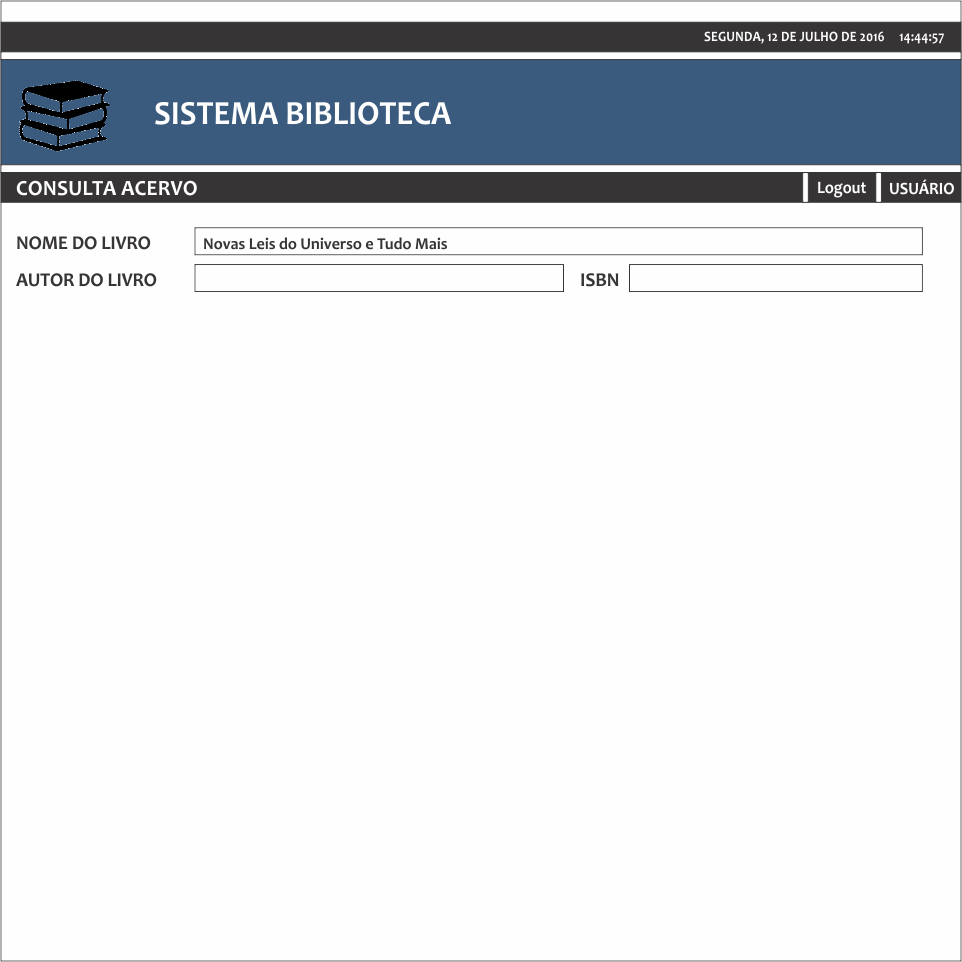 SEGUNDA, 12 DE JULHO DE 2016 14:44:57
SISTEMA BIBLIOTECA
CONSULTA ACERVO Logout USUÁRIO
NOME DO LIVRO Novas Leis do Universo e Tudo Mais
AUTOR DO LIVRO ISBN